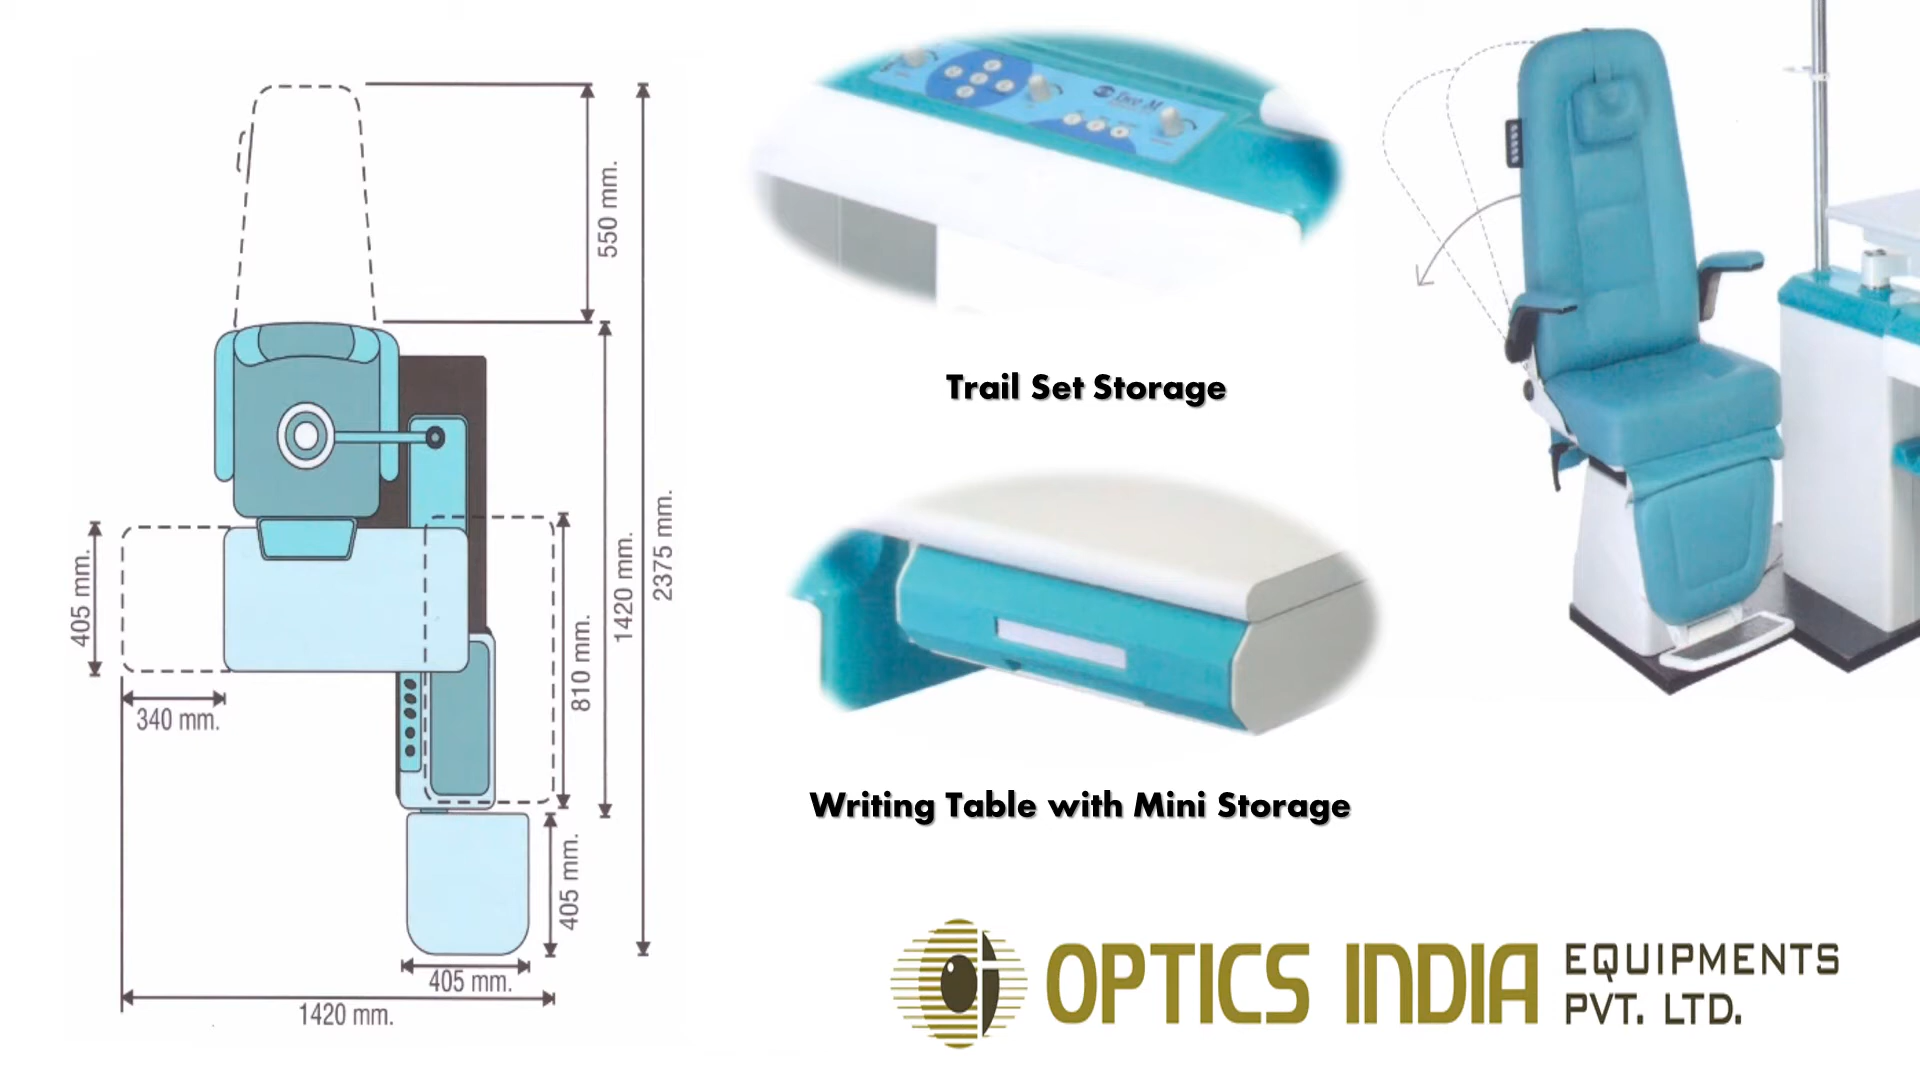 550 mm.
2375 mm.
1420 mm.
810 mm.
405 mm.
340 mm.
405 mm.
405 mm.
1420 mm.
Trail Set Storage
Writing Table with Mini Storage
OPTICS INDIA
EQUIPMENTS
PVT. LTD.